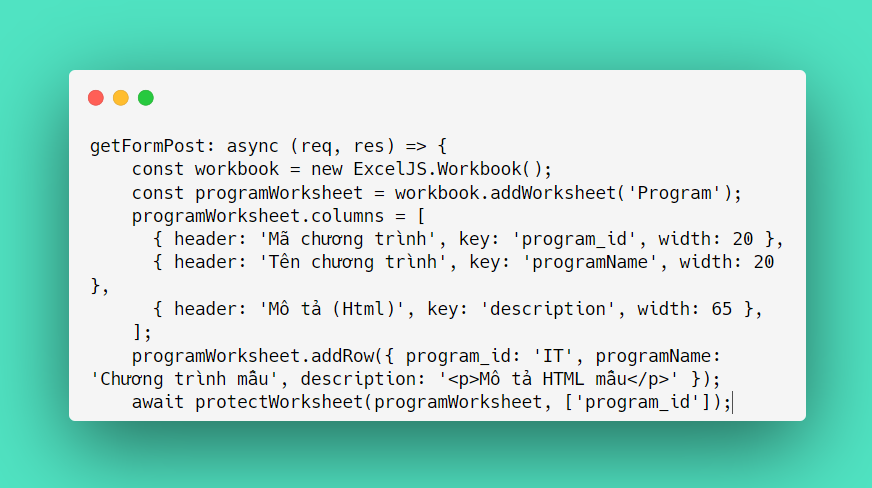 getFormPost: async (req, res) => {
    const workbook = new ExcelJS.Workbook();
    const programWorksheet = workbook.addWorksheet('Program');
    programWorksheet.columns = [
      { header: 'Mã chương trình', key: 'program_id', width: 20 },
      { header: 'Tên chương trình', key: 'programName', width: 20
},
      { header: 'Mô tả (Html)', key: 'description', width: 65 },
    ];
    programWorksheet.addRow({ program_id: 'IT', programName:
'Chương trình mẫu', description: '<p>Mô tả HTML mẫu</p>' });
    await protectWorksheet(programWorksheet, ['program_id']);